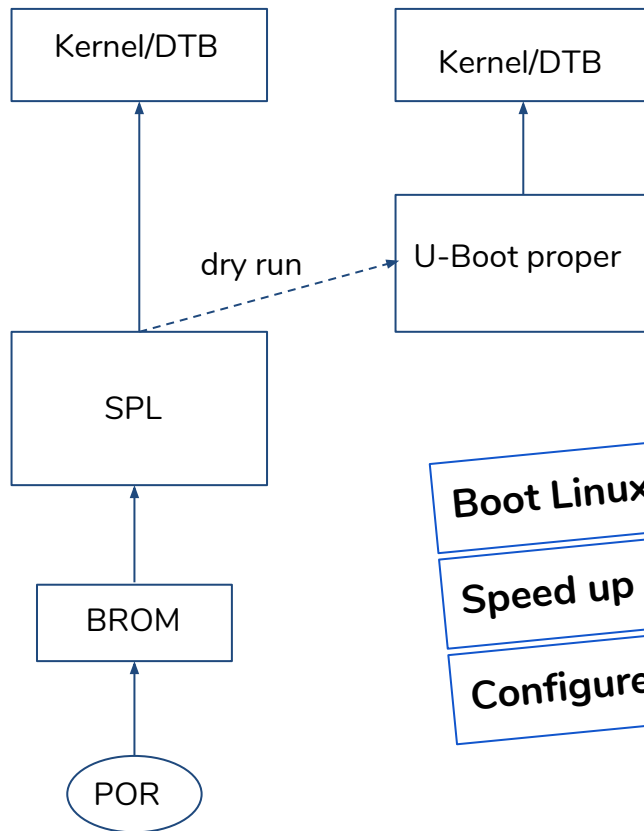 Kernel/DTB
Kernel/DTB
U-Boot proper
dry run
SPL
Boot Linux
Speed up
BROM
Configure
POR